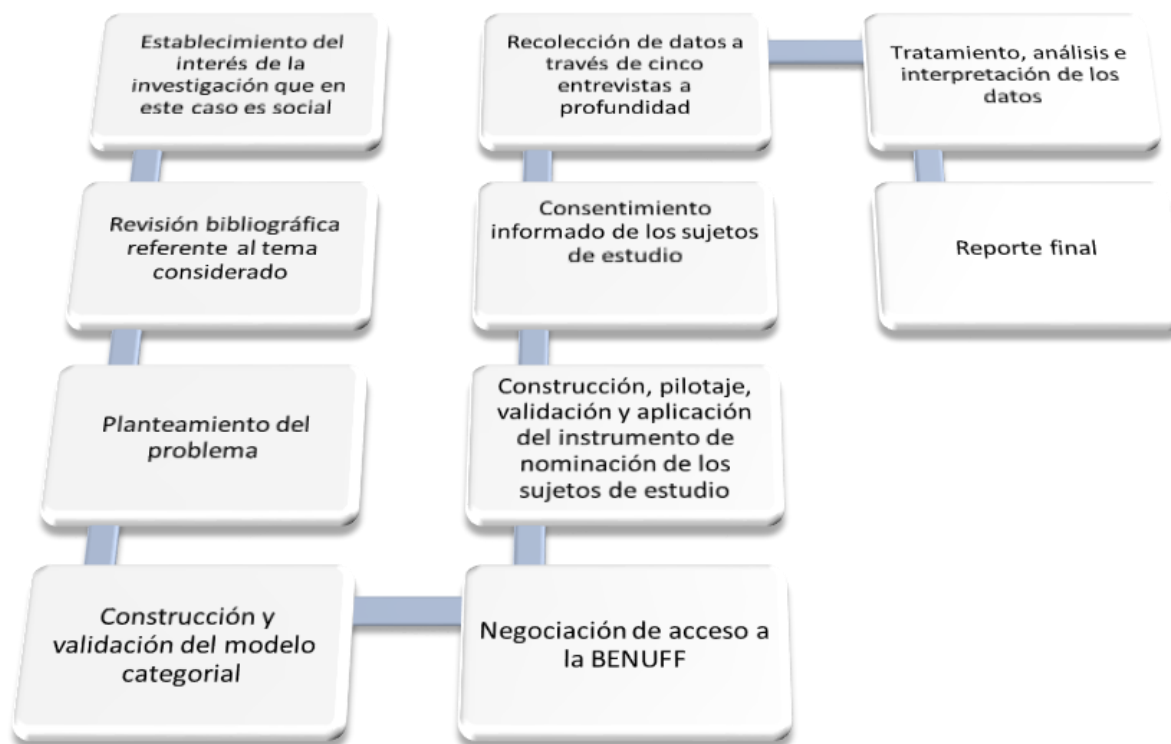 Establecimiento del
interés de la
investigación que en
este caso es social
Revisión bibliográfica
referente al tema
considerado
Planteamiento del
problema
Construcción y
validación del modelo
categorial
Negociación de acceso a
la BENUFF
Construcción, pilotaje,
validación y aplicación
del instrumento de
nominación de los
sujetos de estudio
Consentimiento
informado de los sujetos
de estudio
Recolección de datos a
través de cinco
entrevistas a
profundidad
Tratamiento, análisis e
interpretación de los
datos
Reporte final